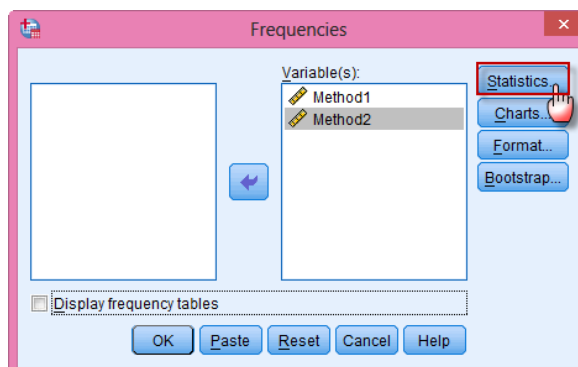 Frequencies
Variable(s):
Method1
Method2
Statistics...
Charts...
Format...
Bootstrap...
Display frequency tables
OK Paste Reset Cancel Help